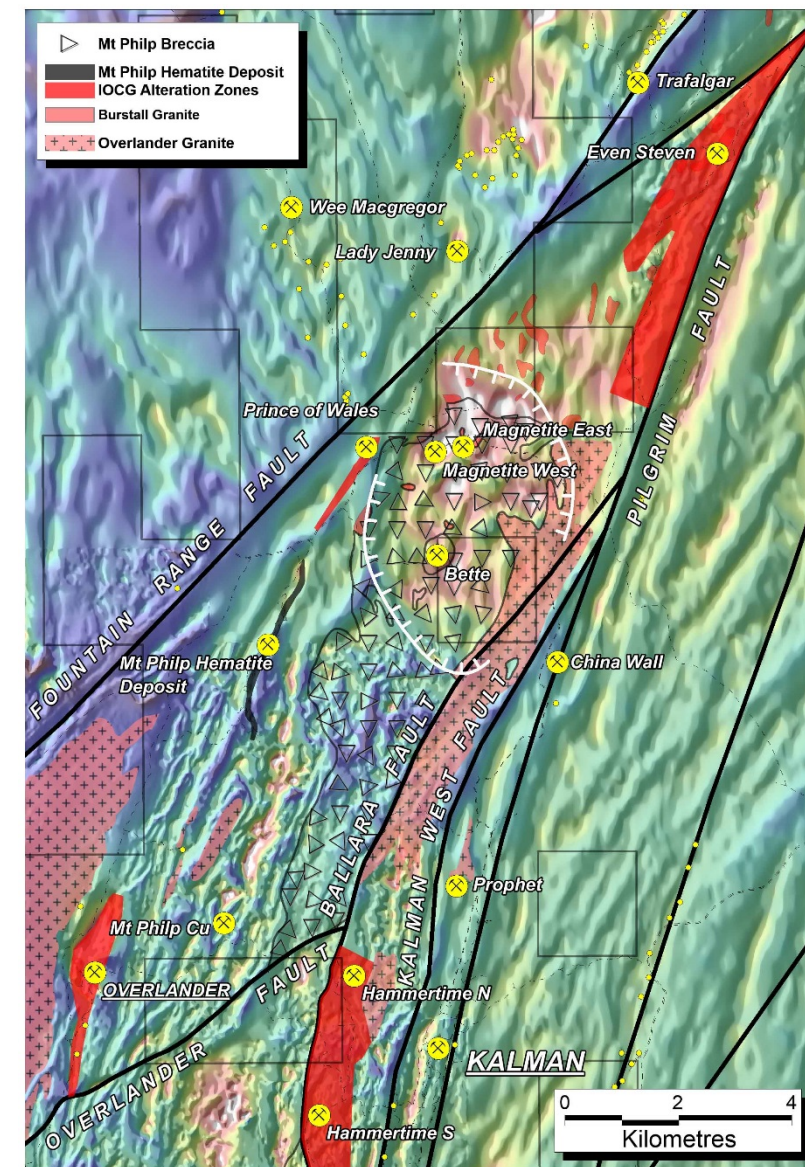 Mt Philp Breccia
Mt Philp Hematite Deposit
IOCG Alteration Zones
Burstall Granite
Overlander Granite
Trafalgar
Even Steven
Wee Macgregor
Lady Jenny
PILGRIM FAULT
Prince of Wales
Magnetite East
Magnetite West
FOUNTAIN RANGE FAULT
Bette
Mt Philp Hematite
Deposit
China Wall
BALLARA FAULT
KALMAN WEST FAULT
Prophet
Mt Philp Cu
OVERLANDER
OVERLANDER FAULT
Hammertime N
KALMAN
Hammertime S
0 2 4
Kilometres